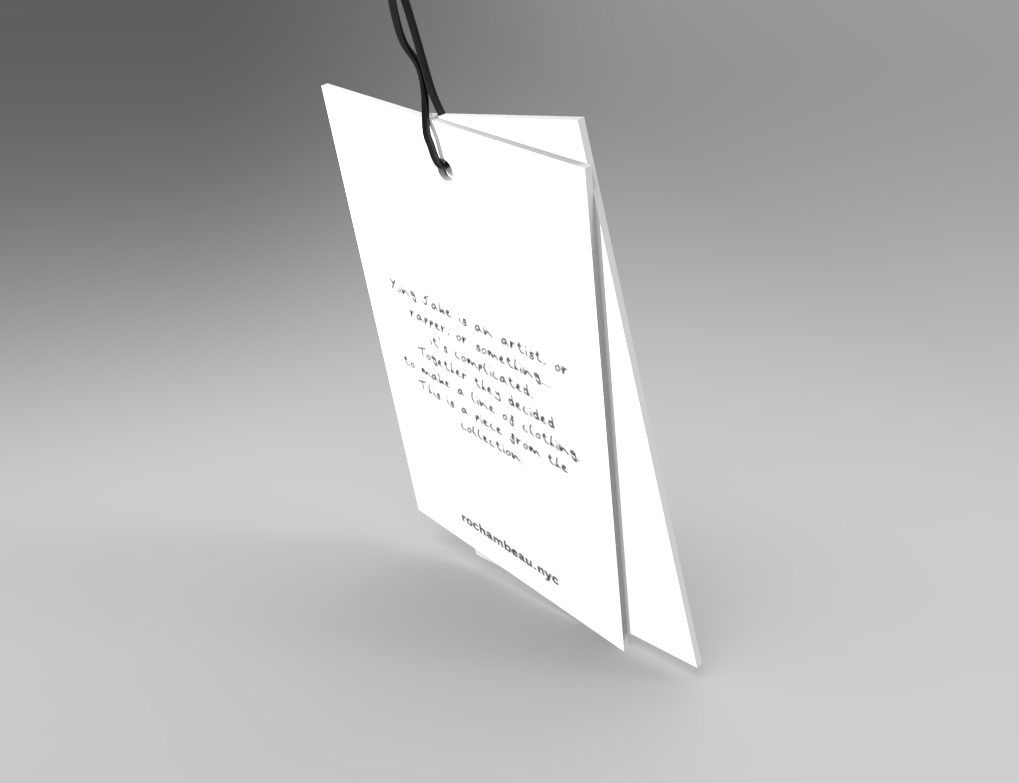 Yung Jake is an artist. or
rapper. or something.
it's complicated.
Together they decided
to make a line of clothing
This is a piece from the
collection.
rochambeau.nyc